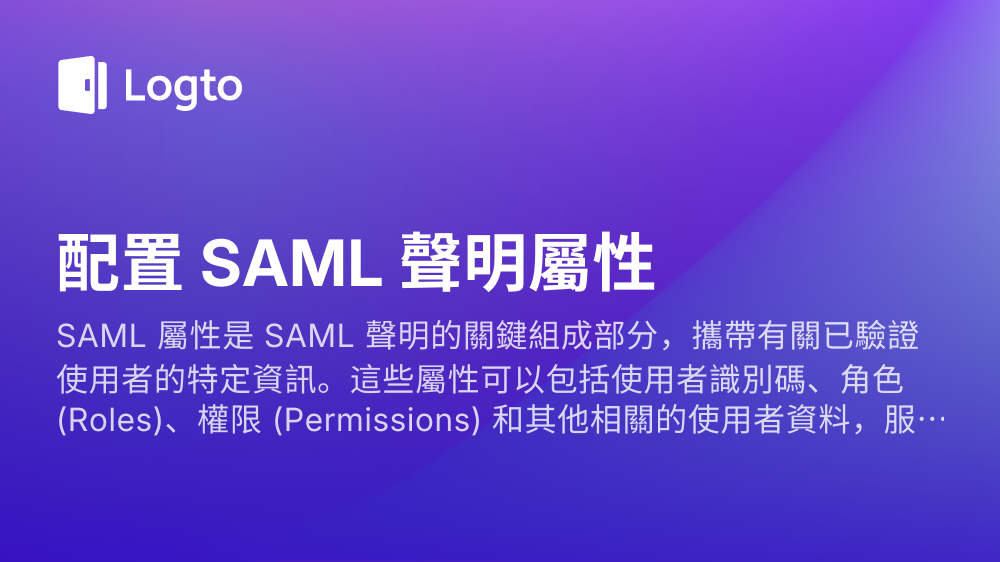 Logto
配置 SAML 聲明屬性
SAML 屬性是 SAML 聲明的關鍵組成部分，攜帶有關已驗證
使用者的特定資訊。這些屬性可以包括使用者識別碼、角色
(Roles)、權限 (Permissions) 和其他相關的使用者資料，服…